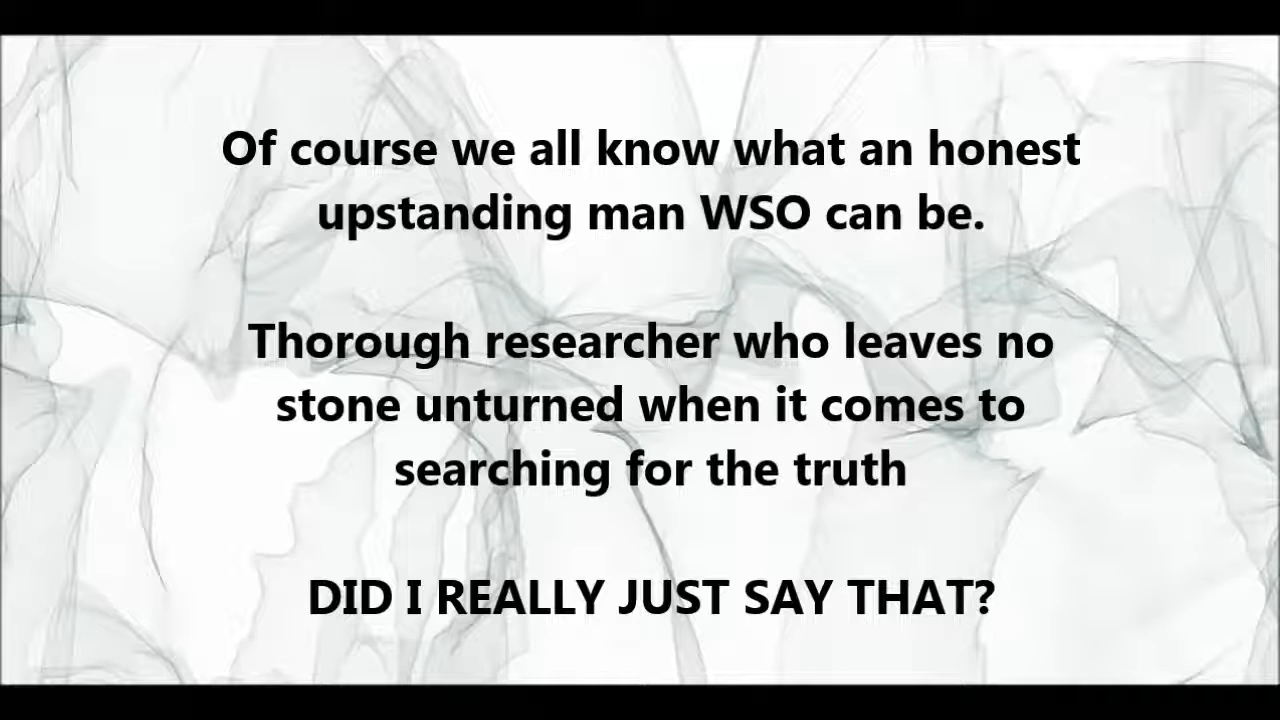 Of course we all know what an honest
upstanding man WSO can be.
Thorough researcher who leaves no
stone unturned when it comes to
searching for the truth
DID I REALLY JUST SAY THAT?